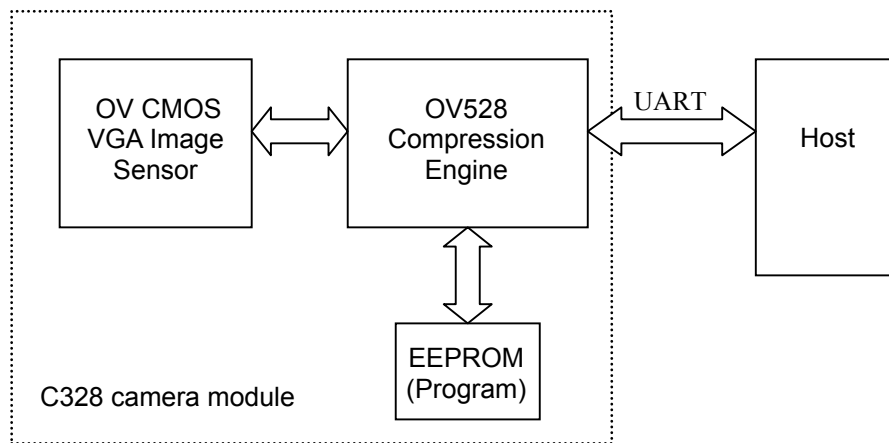 OV CMOS
VGA Image
Sensor
OV528
Compression
Engine
UART
Host
EEPROM
(Program)
C328 camera module